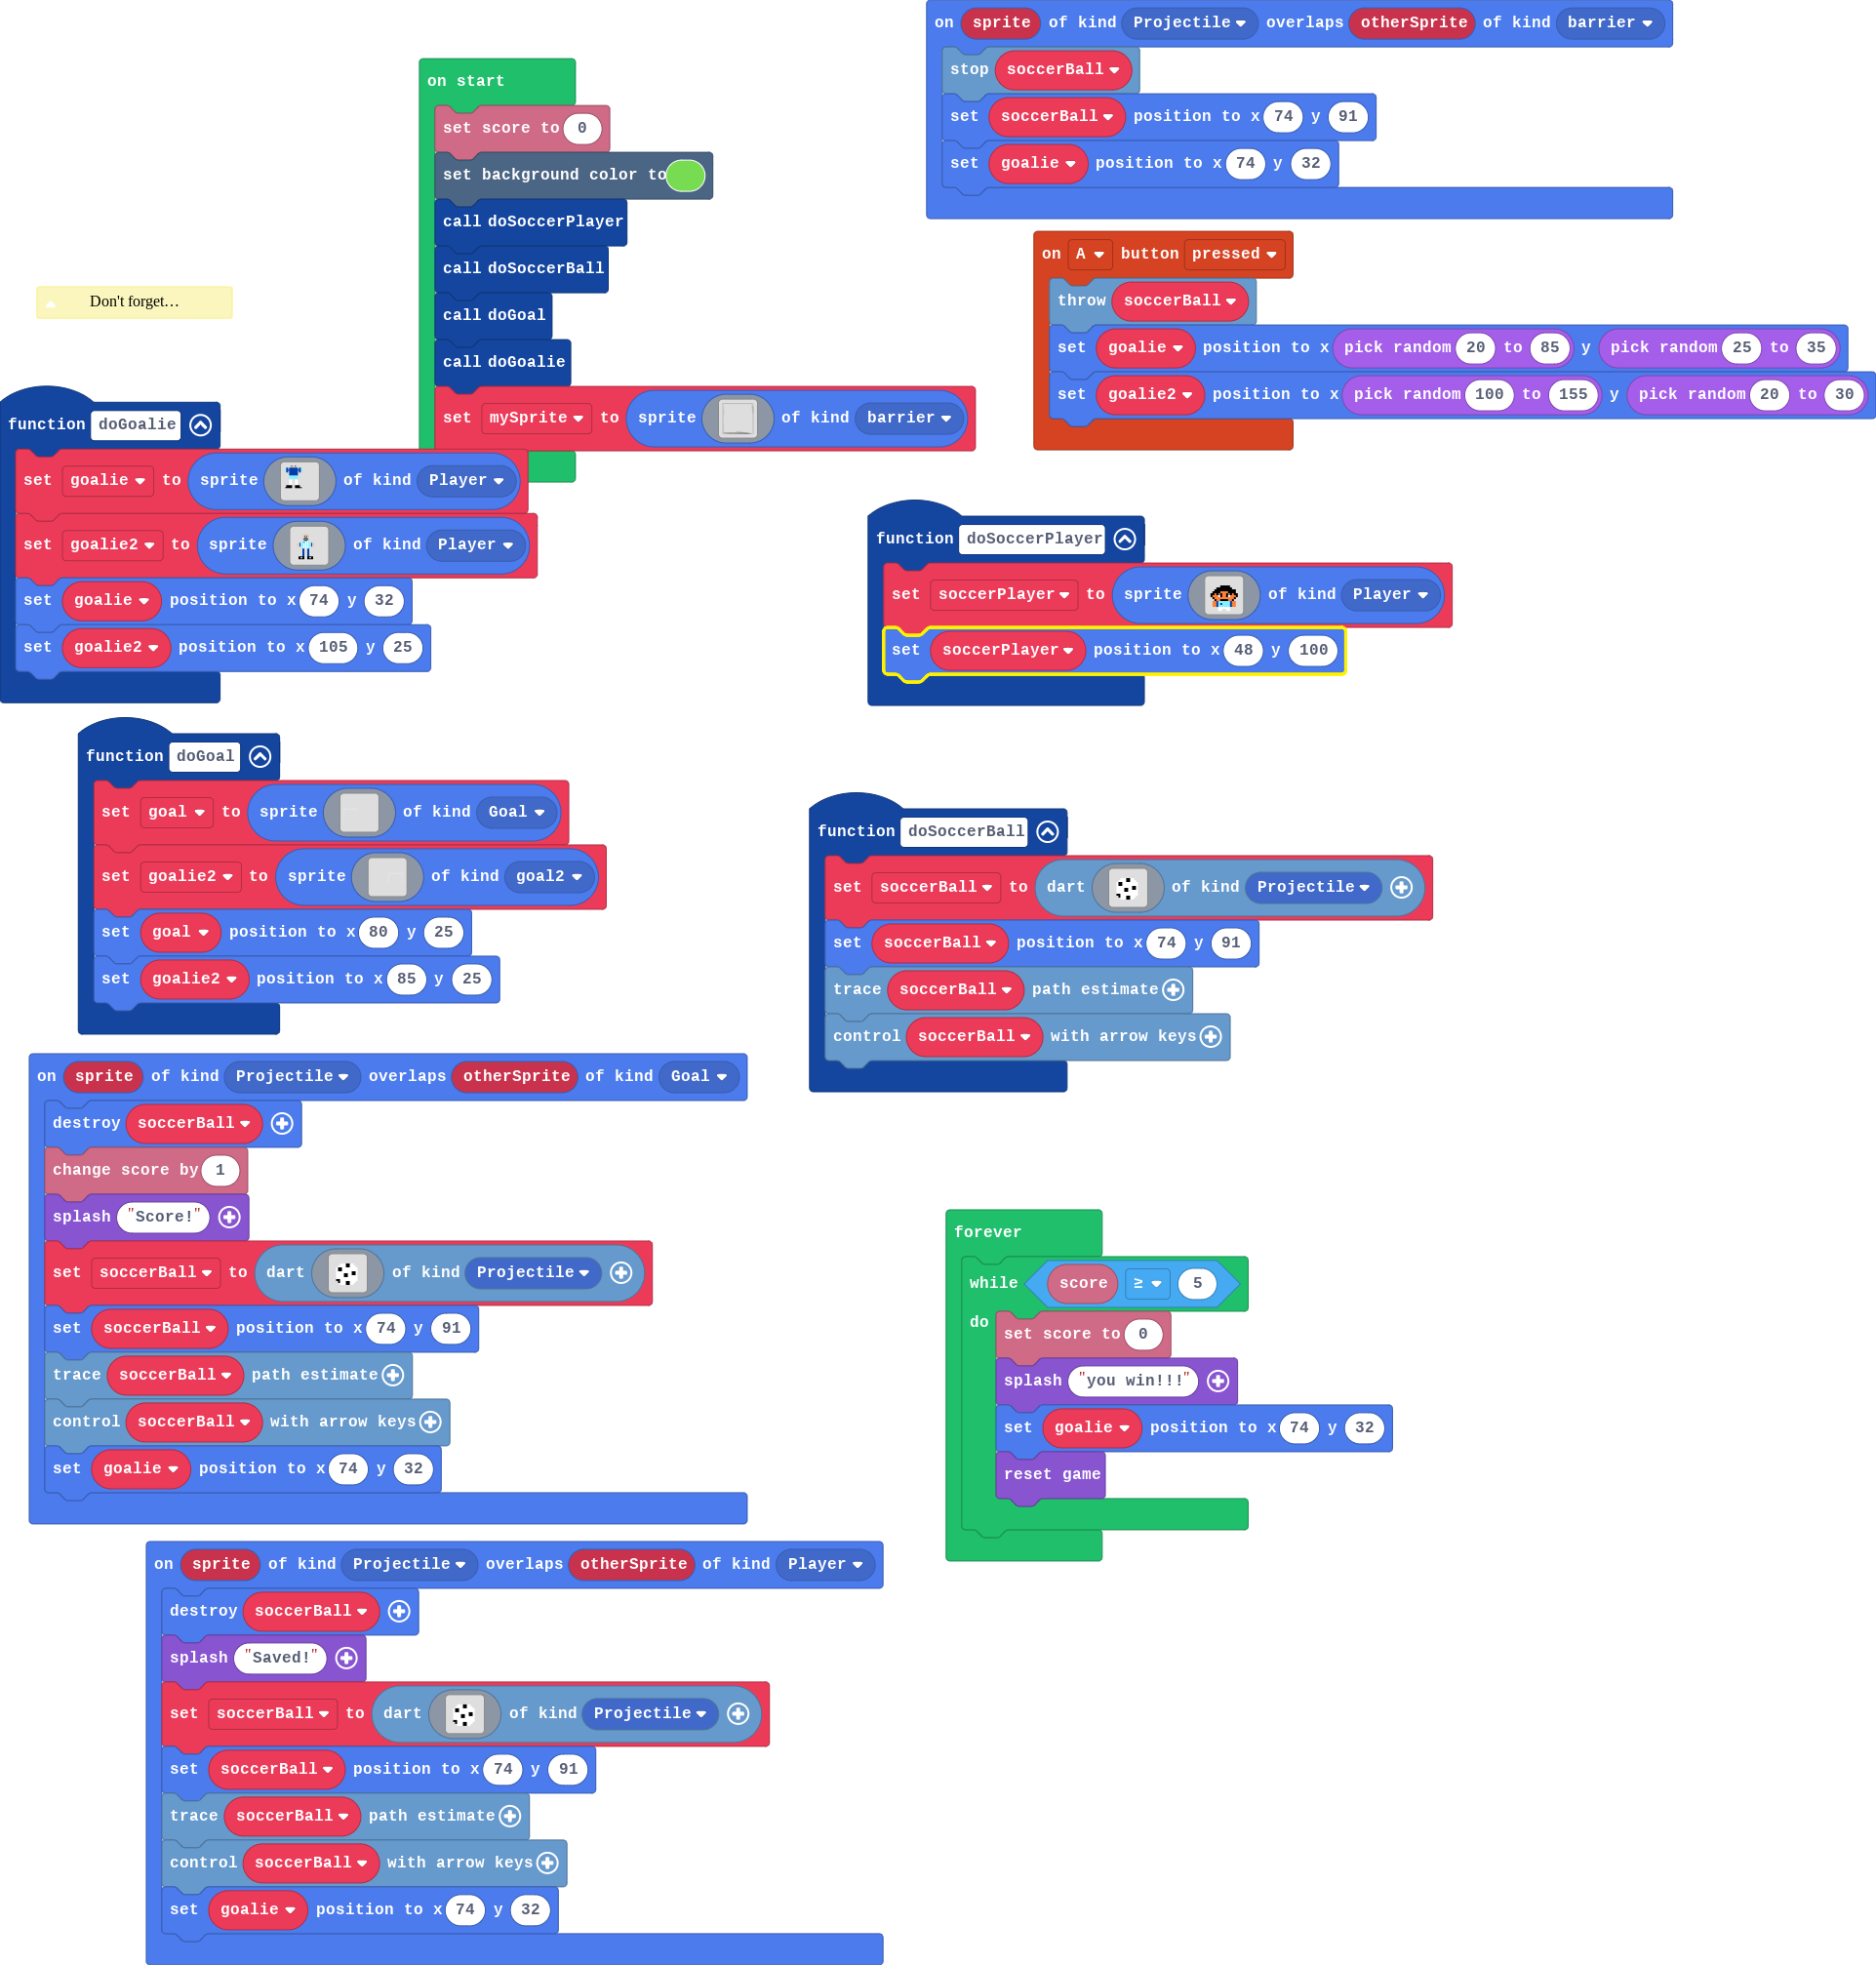 on sprite of kind Projectile overlaps otherSprite of kind barrier
stop soccerBall
set soccerBall position to x 74 y 91
set goalie position to x 74 y 32
on start
set score to 0
set background color to
call doSoccerPlayer
call doSoccerBall
call doGoal
call doGoalie
set mySprite to sprite of kind barrier
on A button pressed
throw soccerBall
set goalie position to x pick random 20 to 85 y pick random 25 to 35
set goalie2 position to x pick random 100 to 155 y pick random 20 to 30
Don't forget…
function doGoalie
set goalie to sprite of kind Player
set goalie2 to sprite of kind Player
set goalie position to x 74 y 32
set goalie2 position to x 105 y 25
function doSoccerPlayer
set soccerPlayer to sprite of kind Player
set soccerPlayer position to x 48 y 100
function doGoal
set goal to sprite of kind Goal
set goalie2 to sprite of kind goal2
set goal position to x 80 y 25
set goalie2 position to x 85 y 25
function doSoccerBall
set soccerBall to dart of kind Projectile
set soccerBall position to x 74 y 91
trace soccerBall path estimate
control soccerBall with arrow keys
on sprite of kind Projectile overlaps otherSprite of kind Goal
destroy soccerBall
change score by 1
splash "Score!"
set soccerBall to dart of kind Projectile
set soccerBall position to x 74 y 91
trace soccerBall path estimate
control soccerBall with arrow keys
set goalie position to x 74 y 32
forever
while score ≥ 5
do
set score to 0
splash "you win!!!"
set goalie position to x 74 y 32
reset game
on sprite of kind Projectile overlaps otherSprite of kind Player
destroy soccerBall
splash "Saved!"
set soccerBall to dart of kind Projectile
set soccerBall position to x 74 y 91
trace soccerBall path estimate
control soccerBall with arrow keys
set goalie position to x 74 y 32